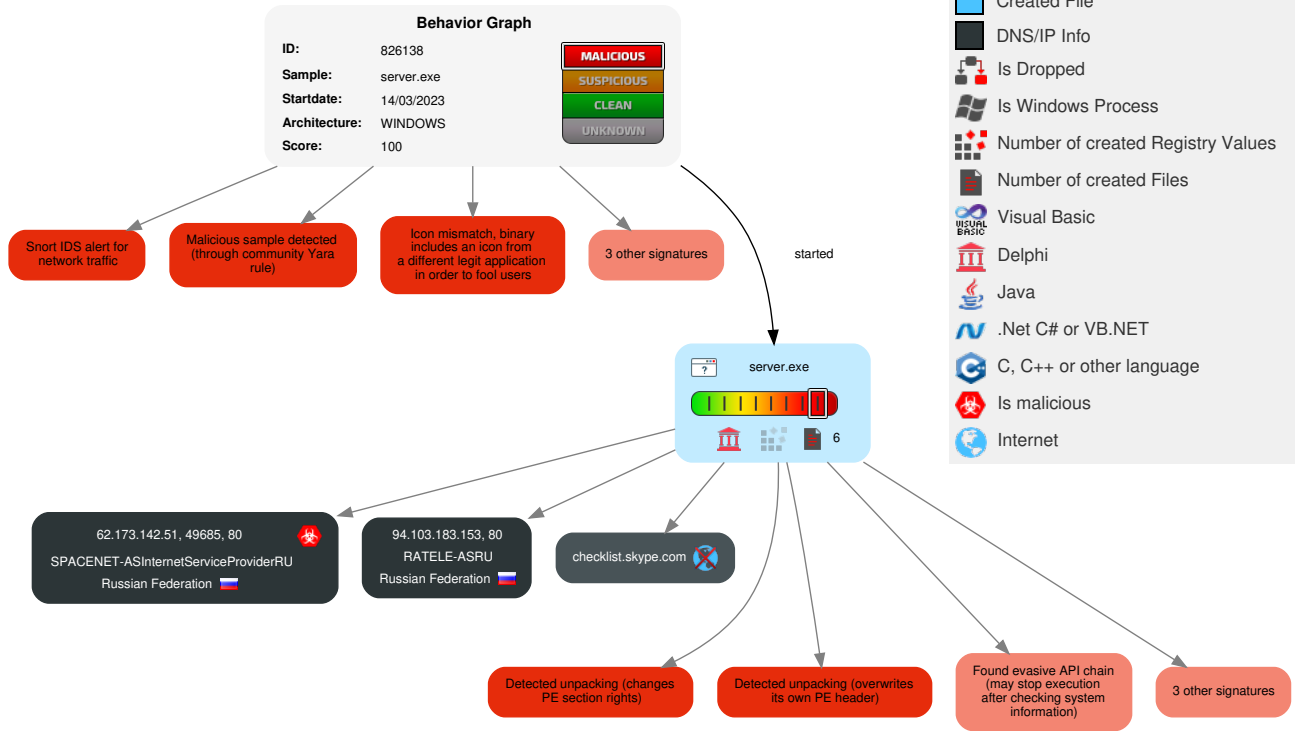 Behavior Graph
ID: 826138
Sample: server.exe
Startdate: 14/03/2023
Architecture: WINDOWS
Score: 100
MALICIOUS
SUSPICIOUS
CLEAN
UNKNOWN
Created File
DNS/IP Info
Is Dropped
Is Windows Process
Number of created Registry Values
Number of created Files
VISUAL
BASIC
Visual Basic
Delphi
Java
.Net C# or VB.NET
C, C++ or other language
Is malicious
Internet
Snort IDS alert for
network traffic
Malicious sample detected
(through community Yara
rule)
Icon mismatch, binary
includes an icon from
a different legit application
in order to fool users
3 other signatures
started
server.exe
6
62.173.142.51, 49685, 80
SPACENET-ASInternetServiceProviderRU
Russian Federation
94.103.183.153, 80
RATELE-ASRU
Russian Federation
checklist.skype.com
Detected unpacking (changes
PE section rights)
Detected unpacking (overwrites
its own PE header)
Found evasive API chain
(may stop execution
after checking system
information)
3 other signatures